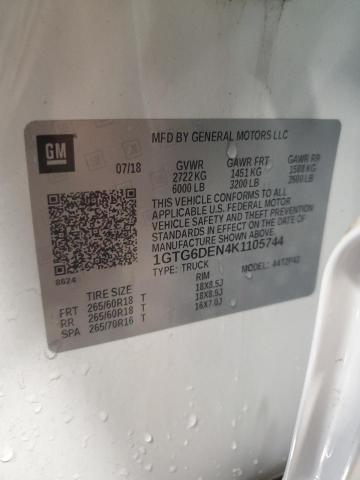 GM
MFD BY GENERAL MOTORS LLC
07/18 GVWR GAWR FRT GAWR RR
2722 KG 1451 KG 1588 KG
6000 LB 3200 LB 3500 LB
THIS VEHICLE CONFORMS TO ALL
APPLICABLE U.S. FEDERAL MOTOR
VEHICLE SAFETY AND THEFT PREVENTION
STANDARDS IN EFFECT ON THE DATE OF
MANUFACTURE SHOWN ABOVE.
1GTG6DEN4K1105744
TYPE: TRUCK MODEL:
8624
TIRE SIZE RIM
FRT 265/60R18 T 18X8.5J
RR 265/60R18 T 18X8.5J
SPA 265/70R16 T 16X7.0J